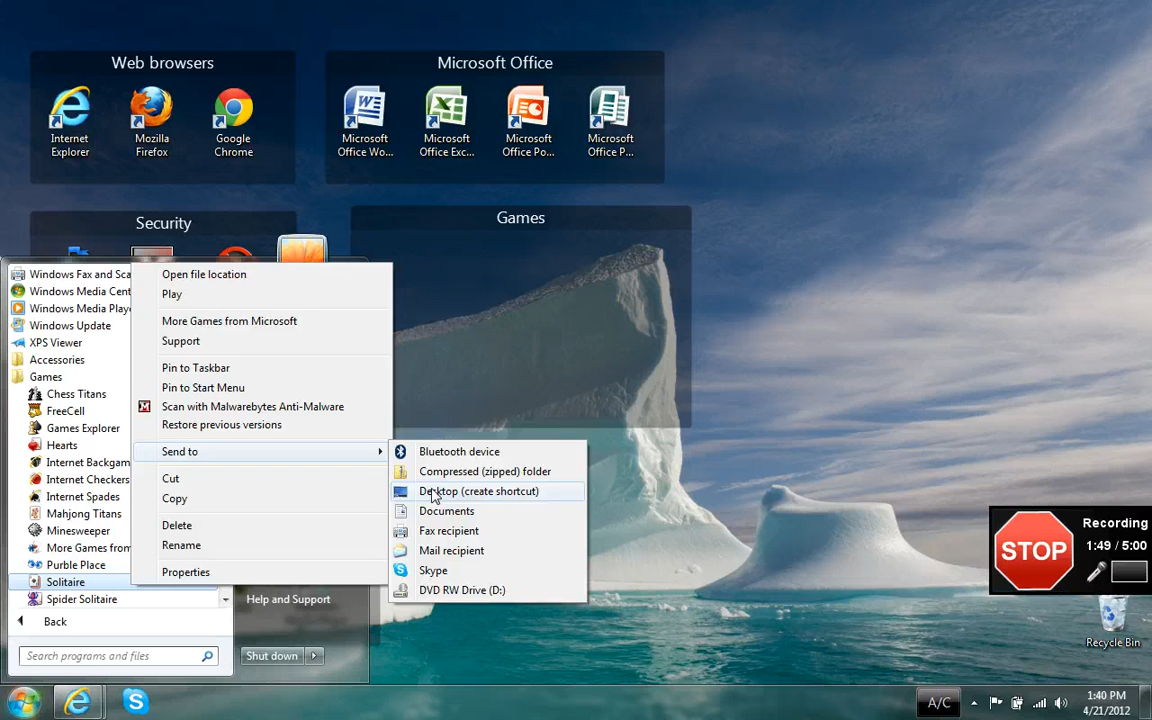 Web browsers
Internet
Explorer
Mozilla
Firefox
Google
Chrome
Microsoft Office
Microsoft
Office Wo...
Microsoft
Office Exc...
Microsoft
Office Po...
Microsoft
Office P...
Security
Games
Windows Fax and Sca
Windows Media Cent
Windows Media Playe
Windows Update
XPS Viewer
Accessories
Games
Chess Titans
FreeCell
Games Explorer
Hearts
Internet Backgam
Internet Checkers
Internet Spades
Mahjong Titans
Minesweeper
More Games from
Purble Place
Solitaire
Spider Solitaire
Back
Search programs and files
Open file location
Play
More Games from Microsoft
Support
Pin to Taskbar
Pin to Start Menu
Scan with Malwarebytes Anti-Malware
Restore previous versions
Send to
Cut
Copy
Delete
Rename
Properties
Bluetooth device
Compressed (zipped) folder
Desktop (create shortcut)
Documents
Fax recipient
Mail recipient
Skype
DVD RW Drive (D:)
Help and Support
Shut down
STOP
Recording
1:49 / 5:00
Recycle Bin
A/C
1:40 PM
4/21/2012